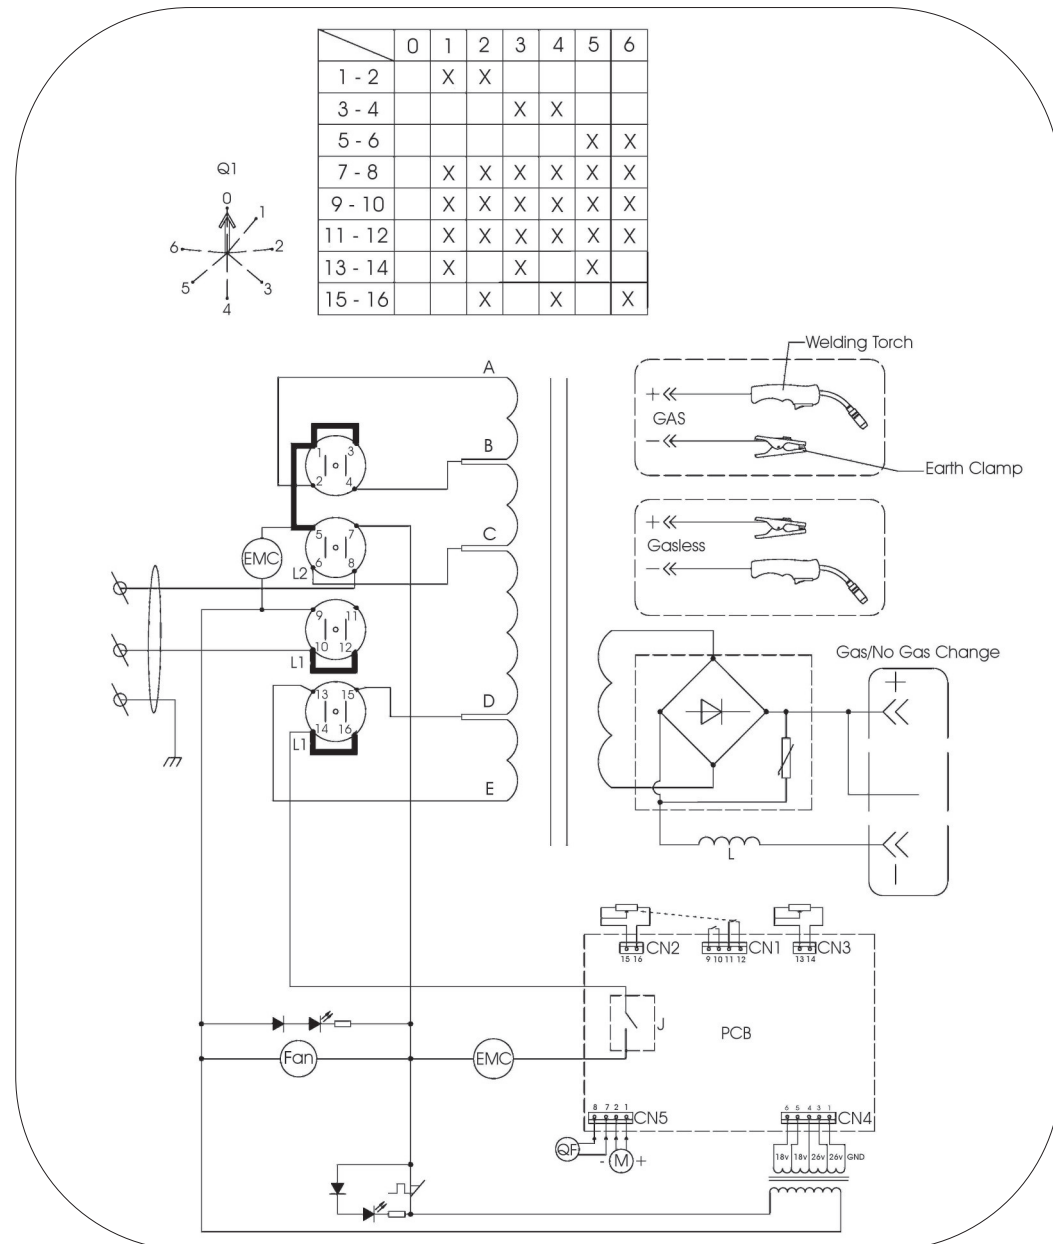 0 1 2 3 4 5 6
1 - 2 X X
3 - 4 X X
5 - 6 X X
7 - 8 X X X X X X
9 - 10 X X X X X X
11 - 12 X X X X X X
13 - 14 X X X
15 - 16 X X X
Q1
0
1
6 2
5 3
4
Welding Torch
A
+
GAS
1 3
B
-
Earth Clamp
2 4
+
5 7
C
Gasless
EMC
6 8
L2
-
9 11
10 12
L1
Gas/No Gas Change
+
13 15
D
14 16
L1
E
L
-
CN2 CN1 CN3
15 16 9 10 11 12 13 14
J
PCB
Fan
EMC
8 7 2 1
CN5
6 5 4 3 1
CN4
QF
- M +
18v 18v 26v 26v GND